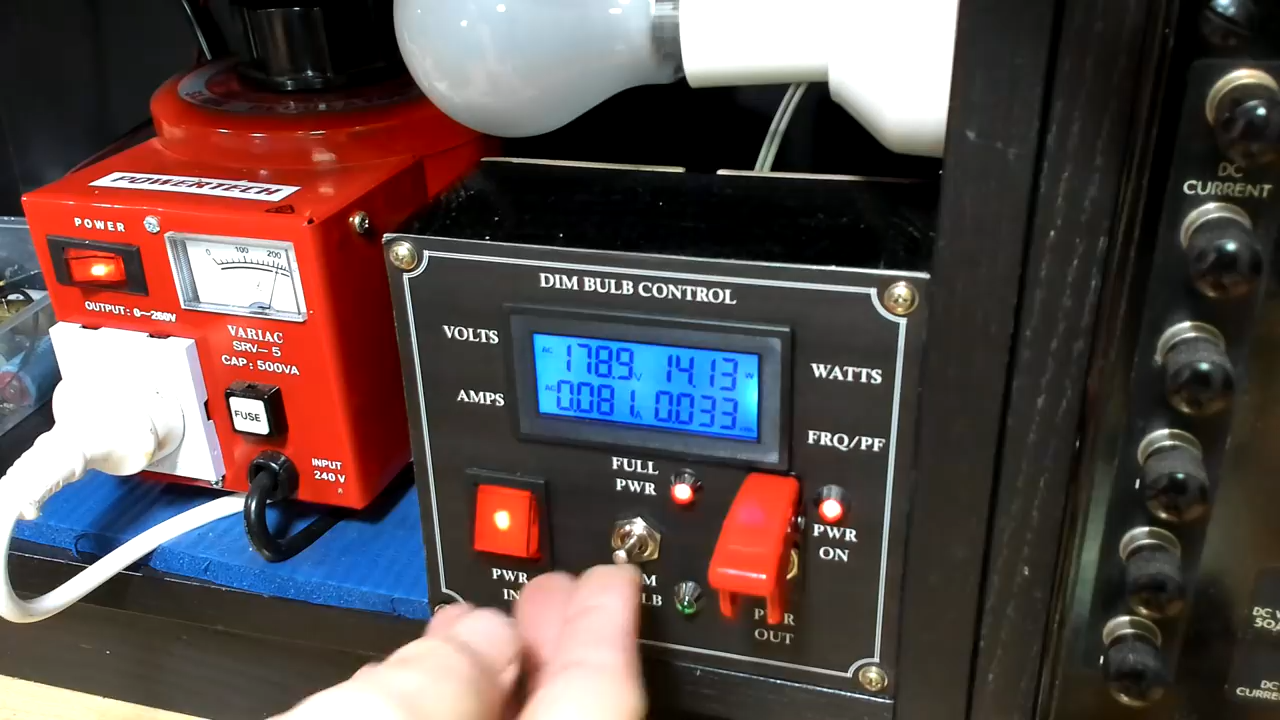 POWERTECH
POWER
0 100 200
OUTPUT: 0~260V
VARIAC
SRV-5
CAP: 500VA
FUSE
INPUT
240 V
DIM BULB CONTROL
VOLTS
AMPS
AC 178.9 V 14.13 W
AC 0.081 A 0.033
WATTS
FRQ/PF
FULL
PWR
PWR
ON
PWR
OUT
DC
CURRENT
DC